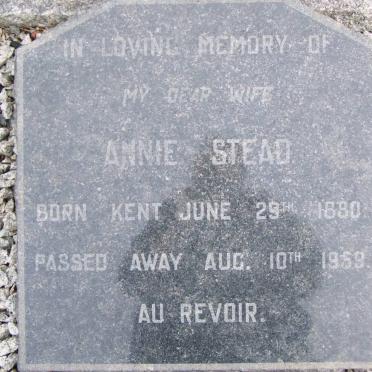 IN LOVING MEMORY OF
MY DEAR WIFE
ANNIE STEAD
BORN KENT JUNE 29TH 1880
PASSED AWAY AUG. 10TH 1959.
AU REVOIR.